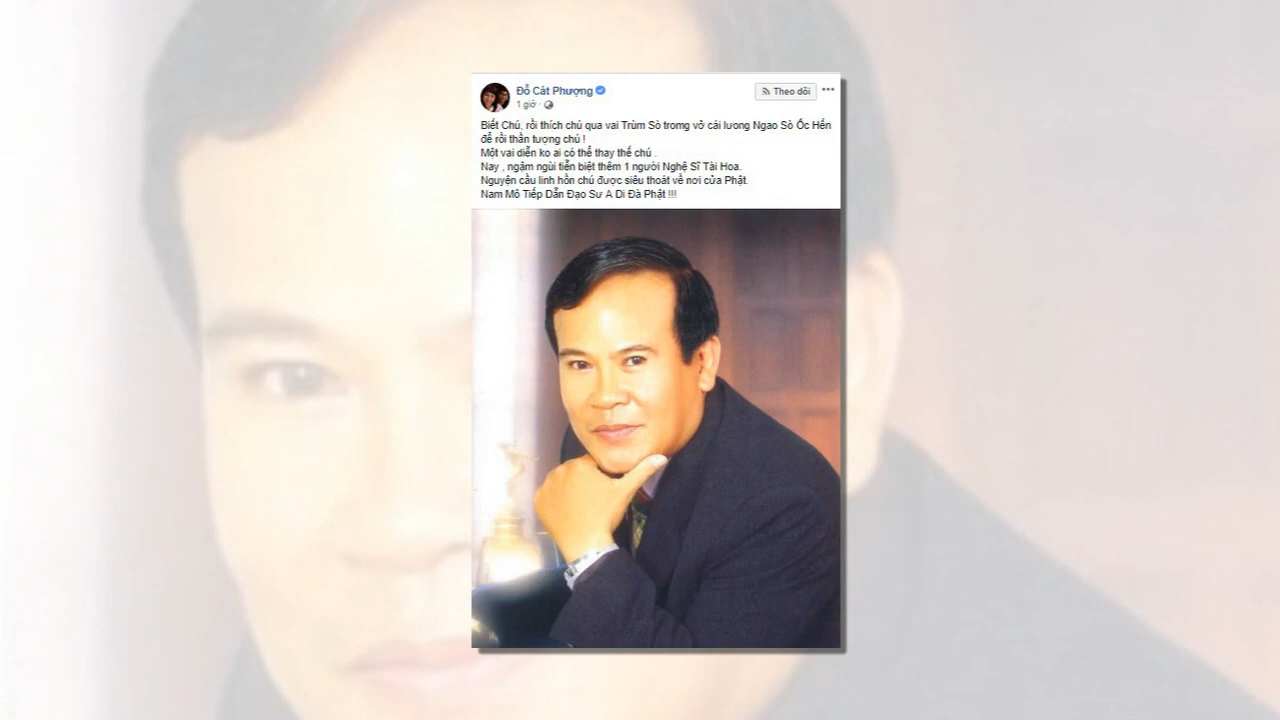 Đỗ Cát Phượng
Theo dõi
1 giờ ·
Biết Chú, rồi thích chú qua vai Trùm Sò tromg vở cải lương Ngao Sò Ốc Hến
để rồi thần tượng chú !
Một vai diễn ko ai có thể thay thế chú .
Nay , ngậm ngùi tiễn biệt thêm 1 người Nghệ Sĩ Tài Hoa.
Nguyện cầu linh hồn chú được siêu thoát về nơi cửa Phật.
Nam Mô Tiếp Dẫn Đạo Sư A Di Đà Phật !!!